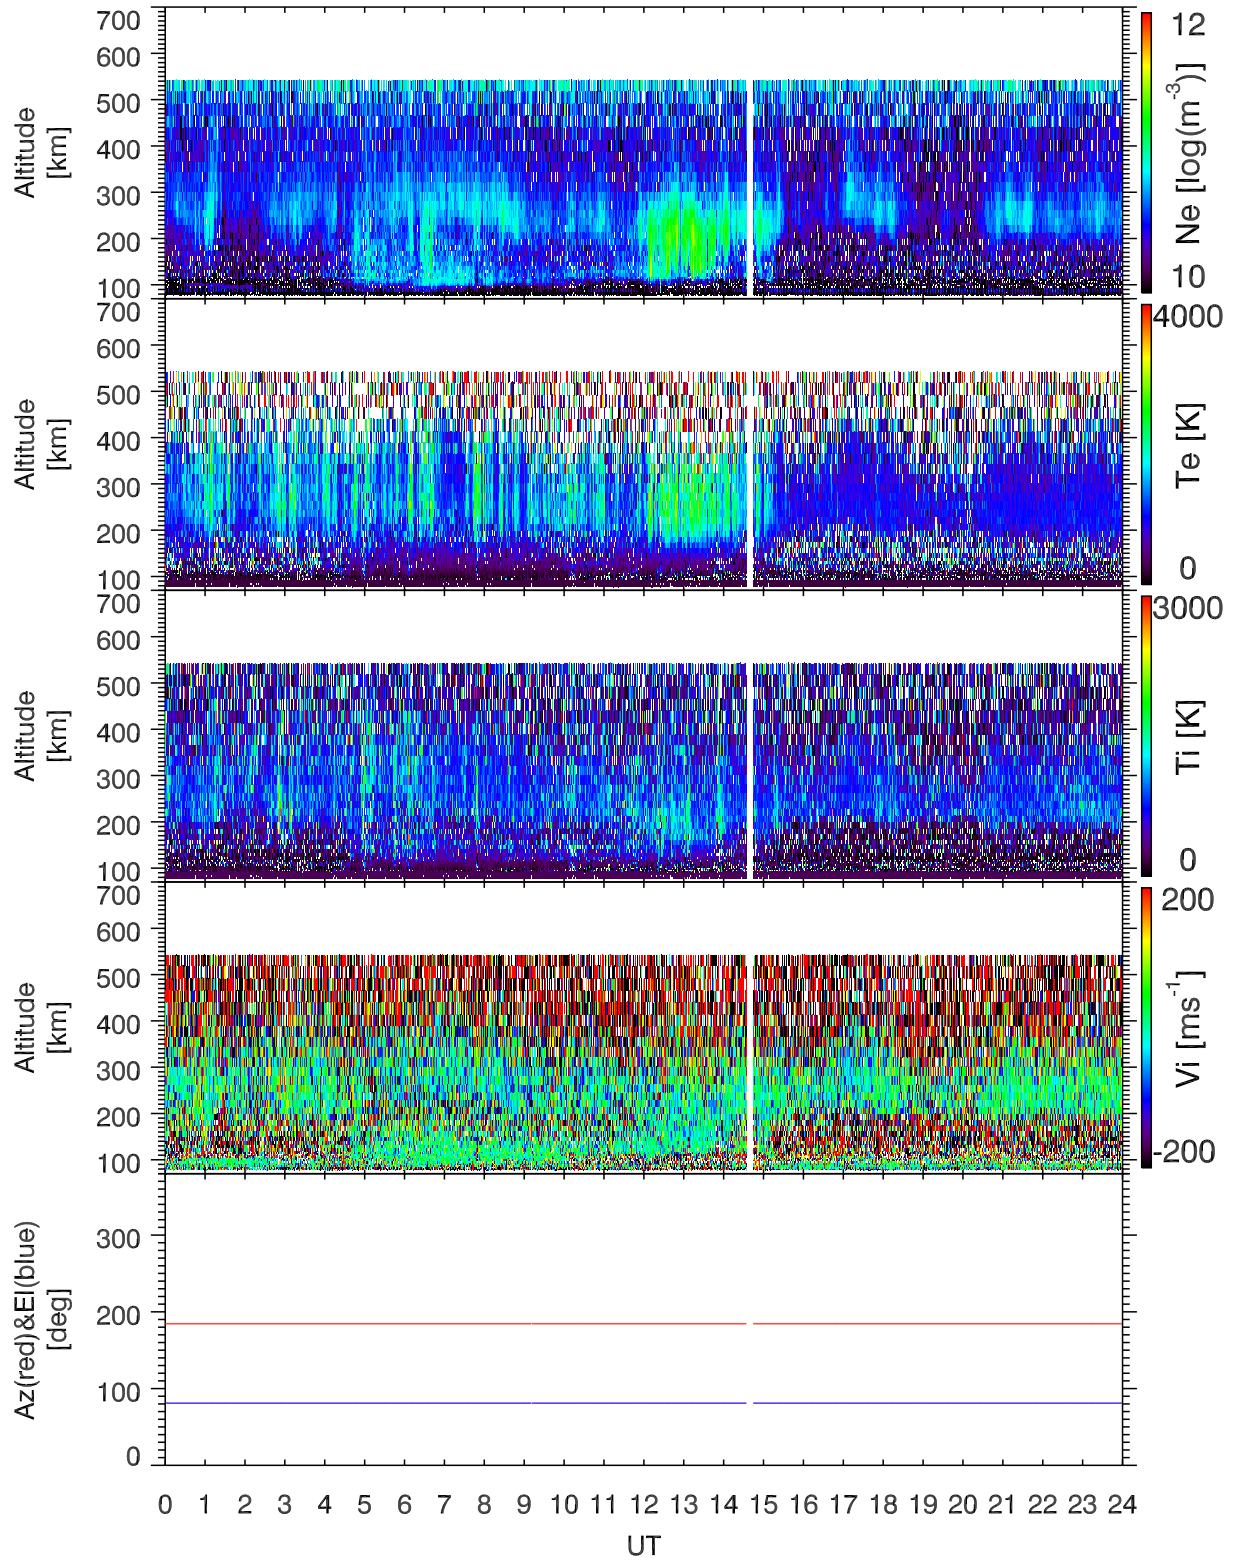 700
600
500
400
300
200
100
Altitude
[km]
12
Ne [log(m⁻³)]
10
700
600
500
400
300
200
100
Altitude
[km]
4000
Te [K]
0
700
600
500
400
300
200
100
Altitude
[km]
3000
Ti [K]
0
700
600
500
400
300
200
100
Altitude
[km]
200
Vi [ms⁻¹]
-200
300
200
100
0
Az(red)&El(blue)
[deg]
0 1 2 3 4 5 6 7 8 9 10 11 12 13 14 15 16 17 18 19 20 21 22 23 24
UT